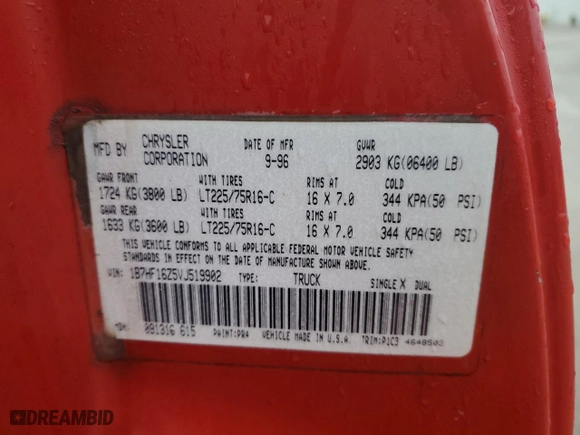 MFD BY CHRYSLER CORPORATION DATE OF MFR 9-96 GVWR 2903 KG(06400 LB)
GAWR FRONT WITH TIRES RIMS AT COLD
1724 KG(3800 LB) LT225/75R16-C 16 X 7.0 344 KPA(50 PSI)
GAWR REAR WITH TIRES RIMS AT COLD
1633 KG(3600 LB) LT225/75R16-C 16 X 7.0 344 KPA(50 PSI)
THIS VEHICLE CONFORMS TO ALL APPLICABLE FEDERAL MOTOR VEHICLE SAFETY
STANDARDS IN EFFECT ON THE DATE OF MANUFACTURE SHOWN ABOVE.
VIN: 1B7HF16Z5VJ519902 TYPE: TRUCK SINGLE X DUAL
MDH: 091316 615 PAINT:PR4 VEHICLE MADE IN U.S.A. TRIM:P1C3 4648503
DREAMBID